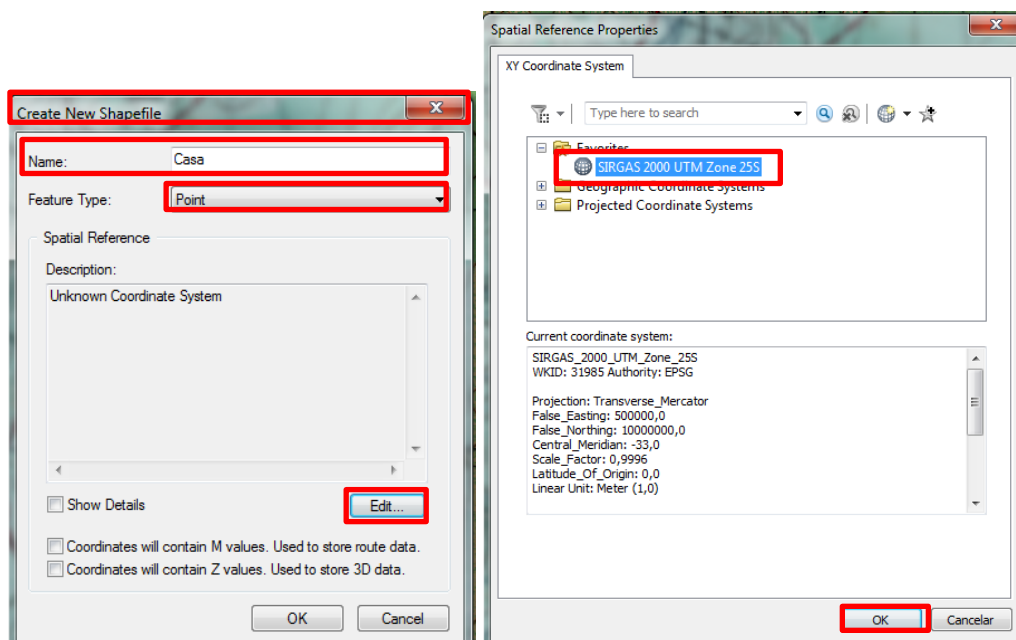 Create New Shapefile
Name: Casa
Feature Type: Point
Spatial Reference
Description:
Unknown Coordinate System
Show Details
Edit...
Coordinates will contain M values. Used to store route data.
Coordinates will contain Z values. Used to store 3D data.
OK Cancel
Spatial Reference Properties
XY Coordinate System
Type here to search
Favorites
SIRGAS 2000 UTM Zone 25S
Geographic Coordinate Systems
Projected Coordinate Systems
Current coordinate system:
SIRGAS_2000_UTM_Zone_25S
WKID: 31985 Authority: EPSG
Projection: Transverse_Mercator
False_Easting: 500000,0
False_Northing: 10000000,0
Central_Meridian: -33,0
Scale_Factor: 0,9996
Latitude_Of_Origin: 0,0
Linear Unit: Meter (1,0)
OK Cancelar